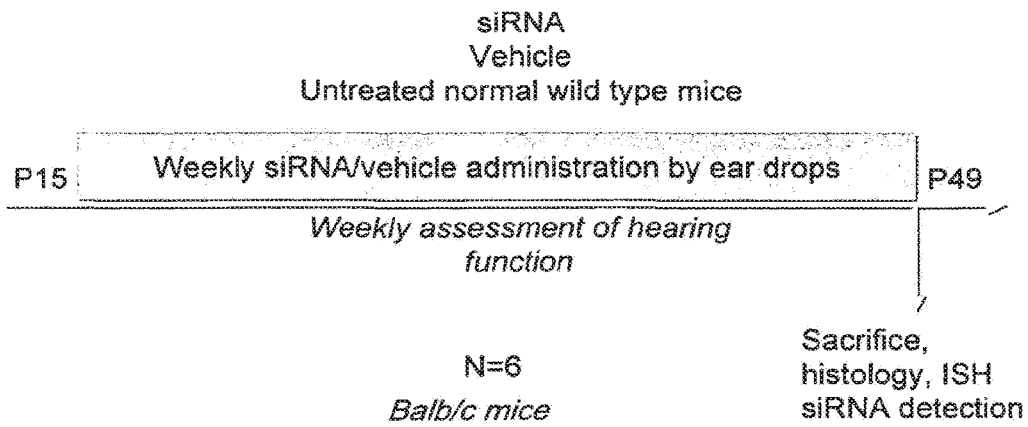 siRNA
Vehicle
Untreated normal wild type mice
P15
Weekly siRNA/vehicle administration by ear drops
P49
Weekly assessment of hearing
function
N=6
Balb/c mice
Sacrifice,
histology, ISH
siRNA detection